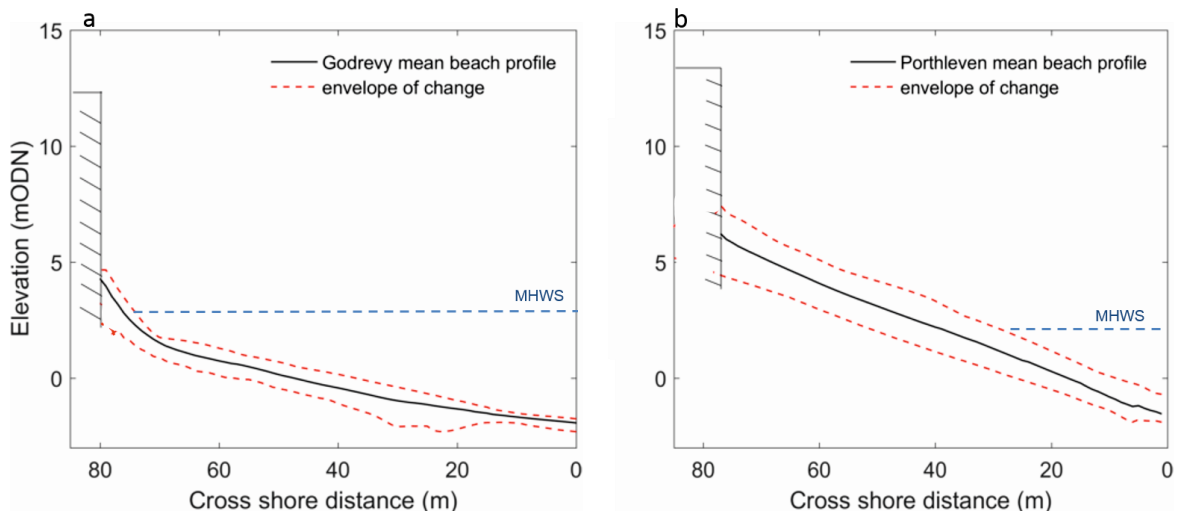 a
15
10
5
0
Elevation (mODN)
Godrevy mean beach profile
envelope of change
MHWS
80 60 40 20 0
Cross shore distance (m)
b
15
10
5
0
Porthleven mean beach profile
envelope of change
MHWS
80 60 40 20 0
Cross shore distance (m)